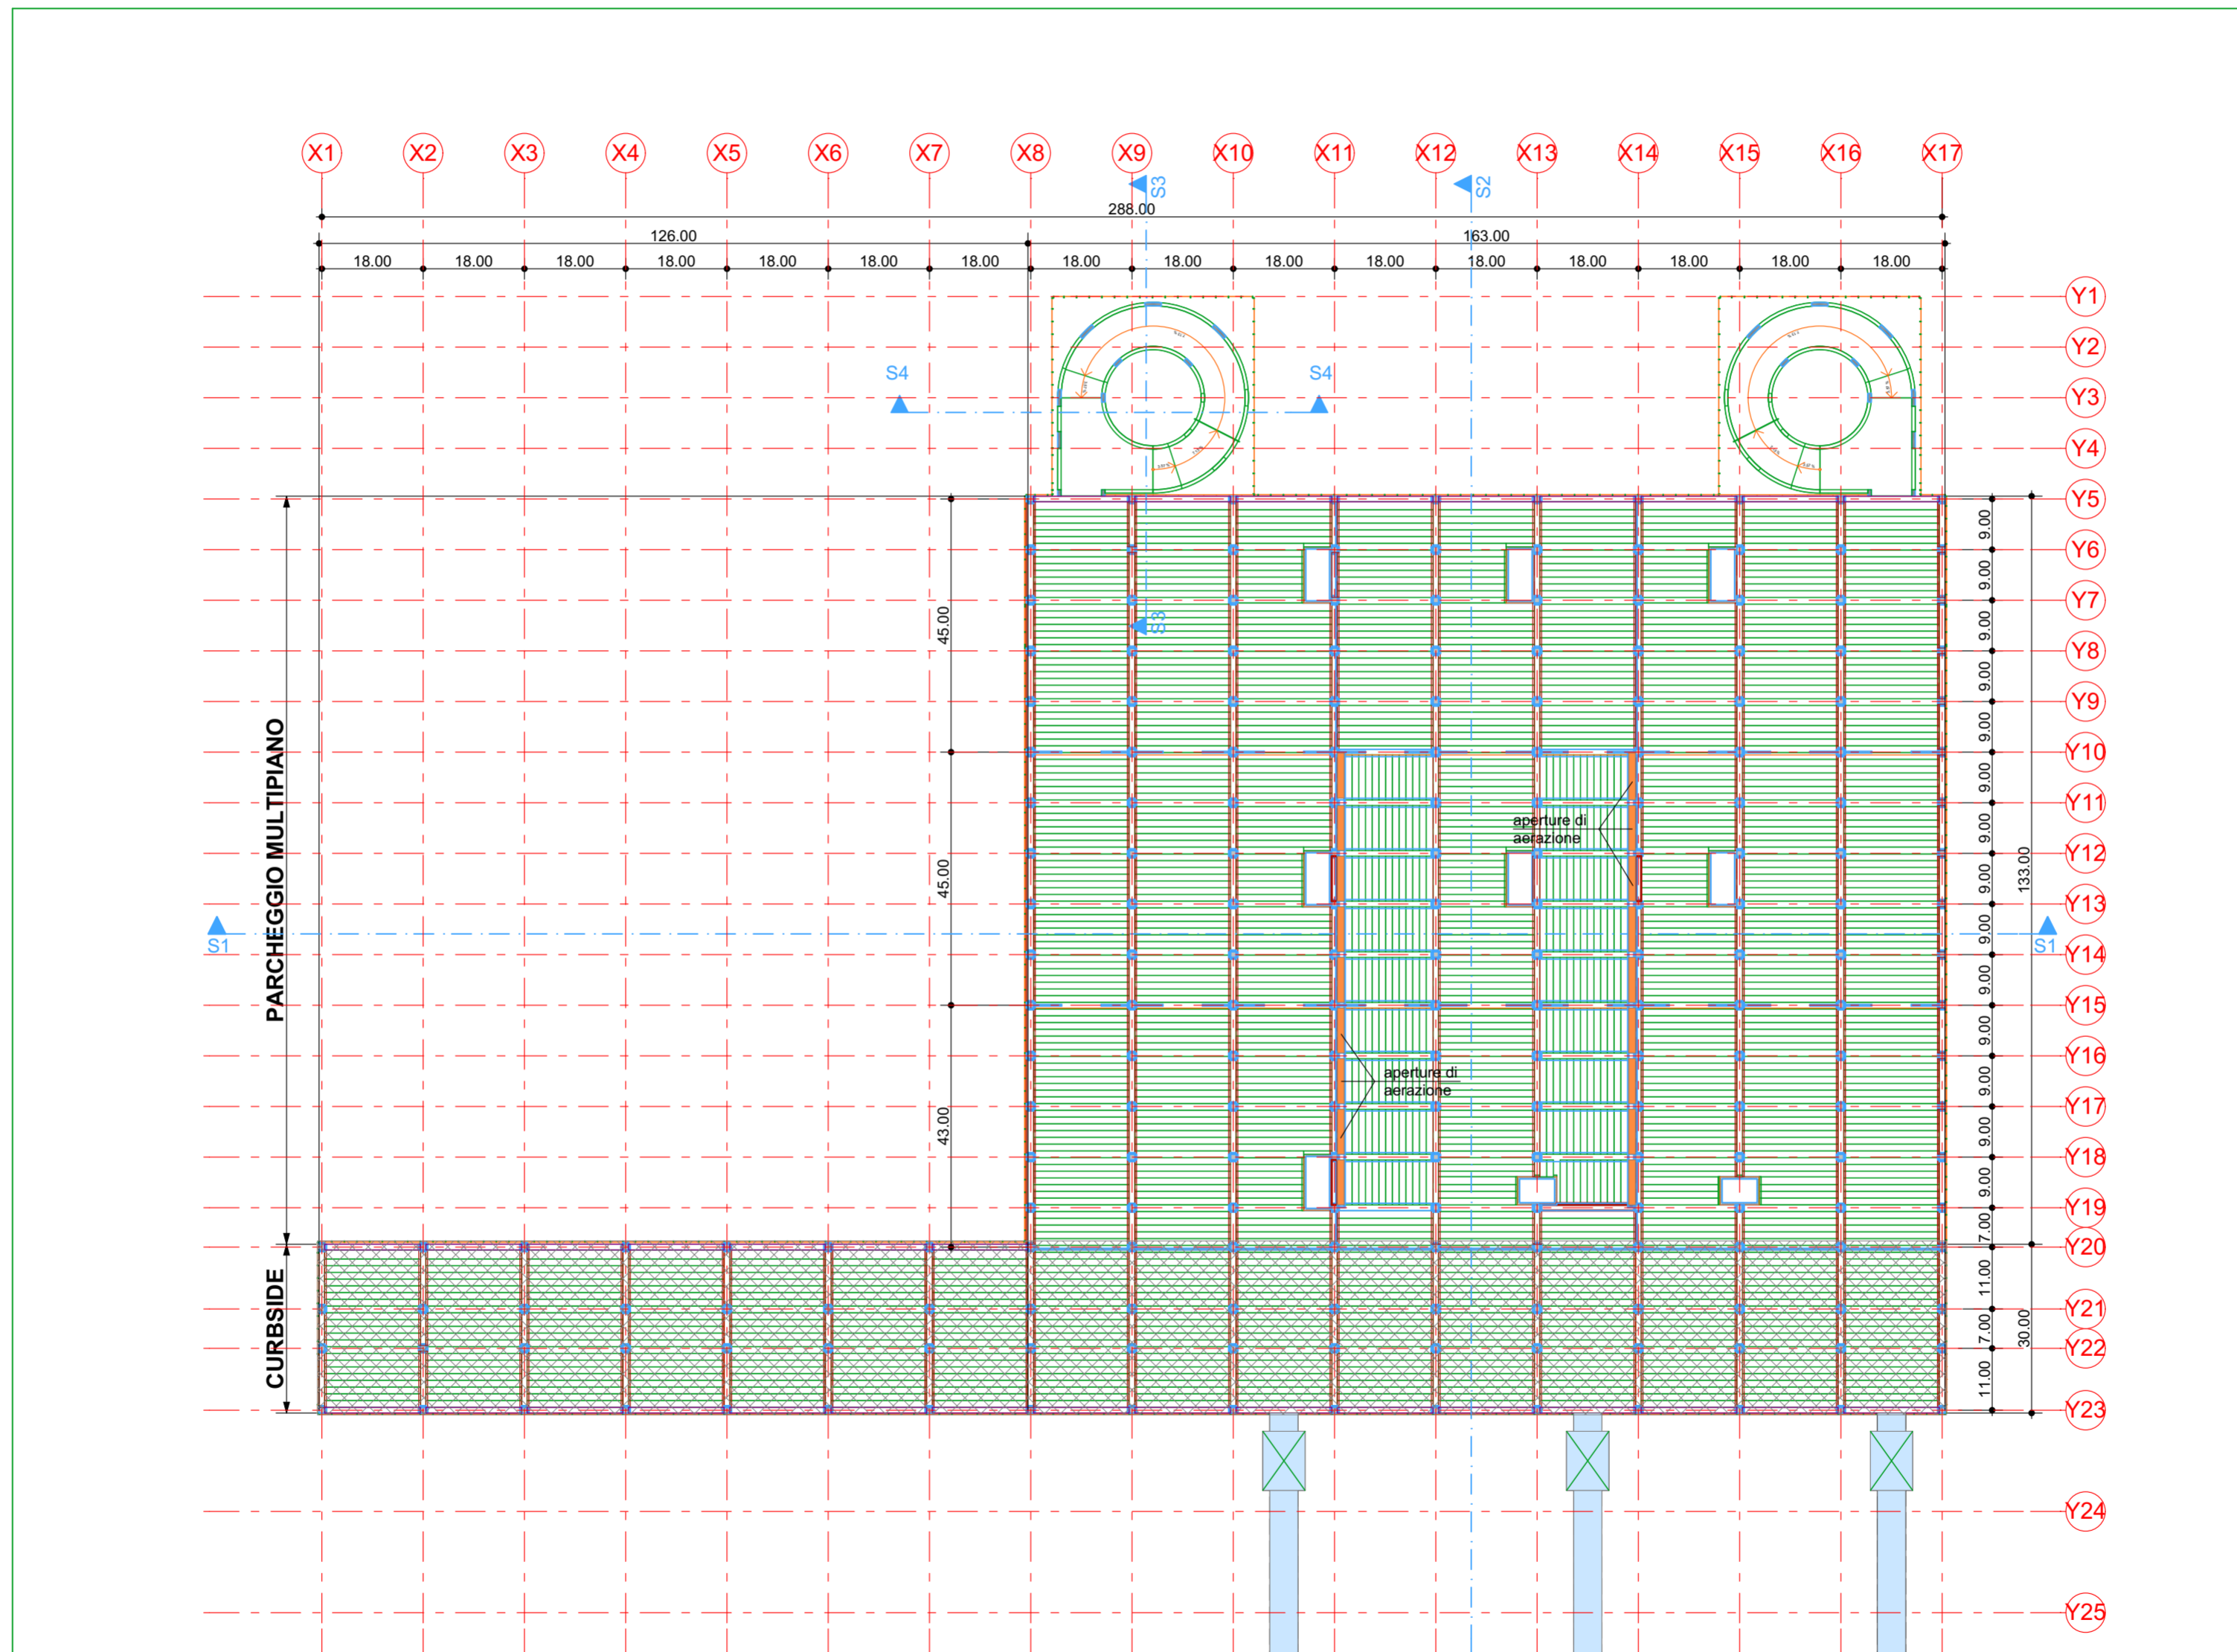 X1 X2 X3 X4 X5 X6 X7 X8 X9 X10 X11 X12 X13 X14 X15 X16 X17
S3 S2
288.00
126.00 163.00
18.00 18.00 18.00 18.00 18.00 18.00 18.00 18.00 18.00 18.00 18.00 18.00 18.00 18.00 18.00 18.00
Y1
Y2
S4 S4
Y3
Y4
Y5
9.00
Y6
9.00
Y7
45.00 S3 9.00
Y8
9.00
Y9
9.00
Y10
9.00
Y11
aperture di
aerazione
9.00
Y12
45.00 9.00 133.00
Y13
PARCHEGGIO MULTIPIANO
S1 9.00 S1
Y14
9.00
Y15
9.00
Y16
aperture di
aerazione
9.00
Y17
43.00 9.00
Y18
9.00
Y19
7.00
Y20
CURBSIDE
11.00
Y21
7.00 30.00
Y22
11.00
Y23
Y24
Y25